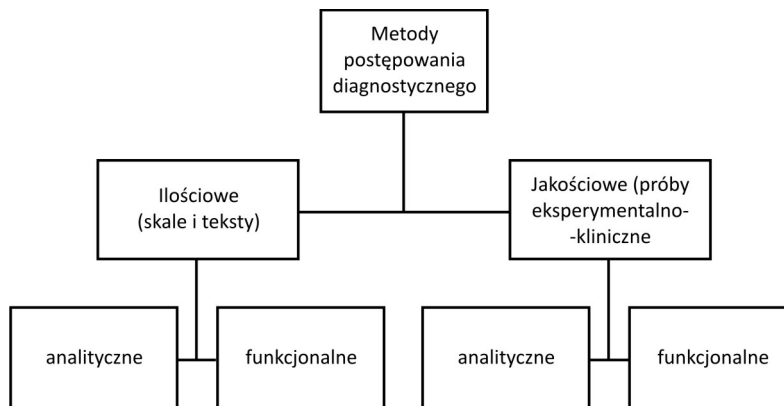 Metody
postępowania
diagnostycznego
Ilościowe
(skale i teksty)
Jakościowe (próby
eksperymentalno-
-kliniczne
analityczne
funkcjonalne
analityczne
funkcjonalne